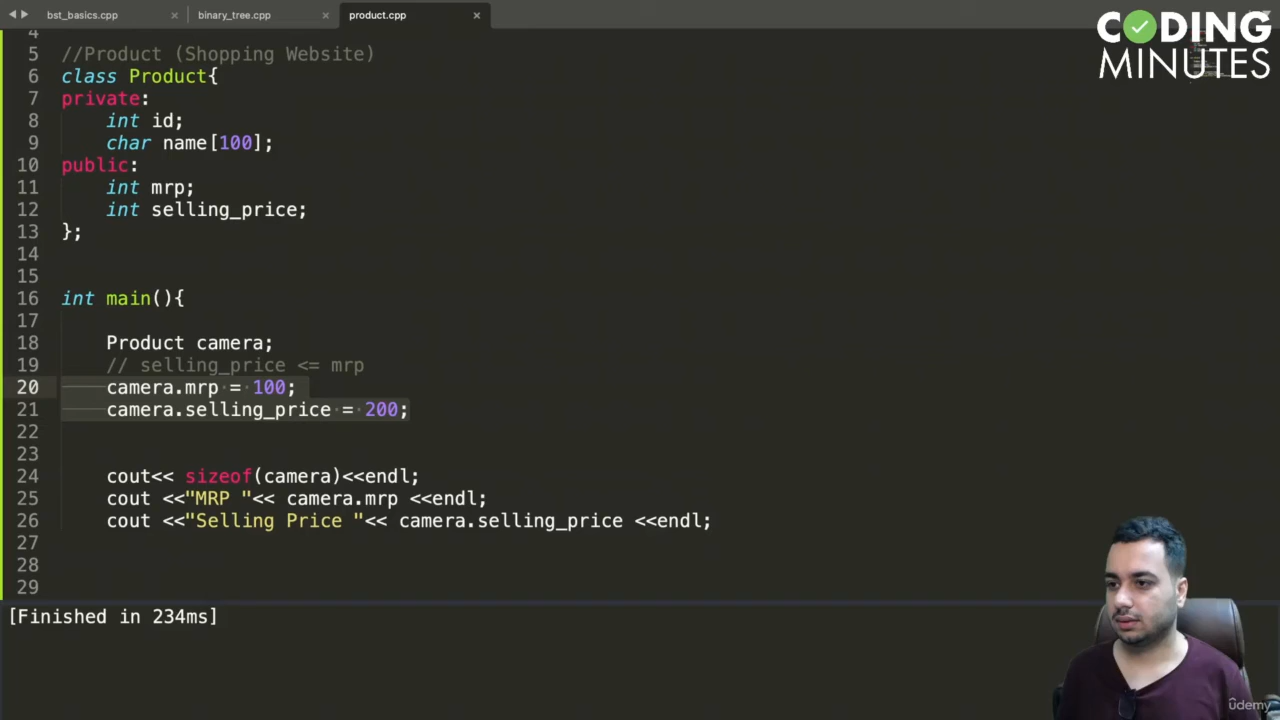 bst_basics.cpp × binary_tree.cpp × product.cpp ×
CODING
MINUTES
4
5 //Product (Shopping Website)
6 class Product{
7 private:
8 int id;
9 char name[100];
10 public:
11 int mrp;
12 int selling_price;
13 };
14
15
16 int main(){
17
18 Product camera;
19 // selling_price <= mrp
20 camera.mrp = 100;
21 camera.selling_price = 200;
22
23
24 cout<< sizeof(camera)<<endl;
25 cout <<"MRP "<< camera.mrp <<endl;
26 cout <<"Selling Price "<< camera.selling_price <<endl;
27
28
29
[Finished in 234ms]
ûdemy